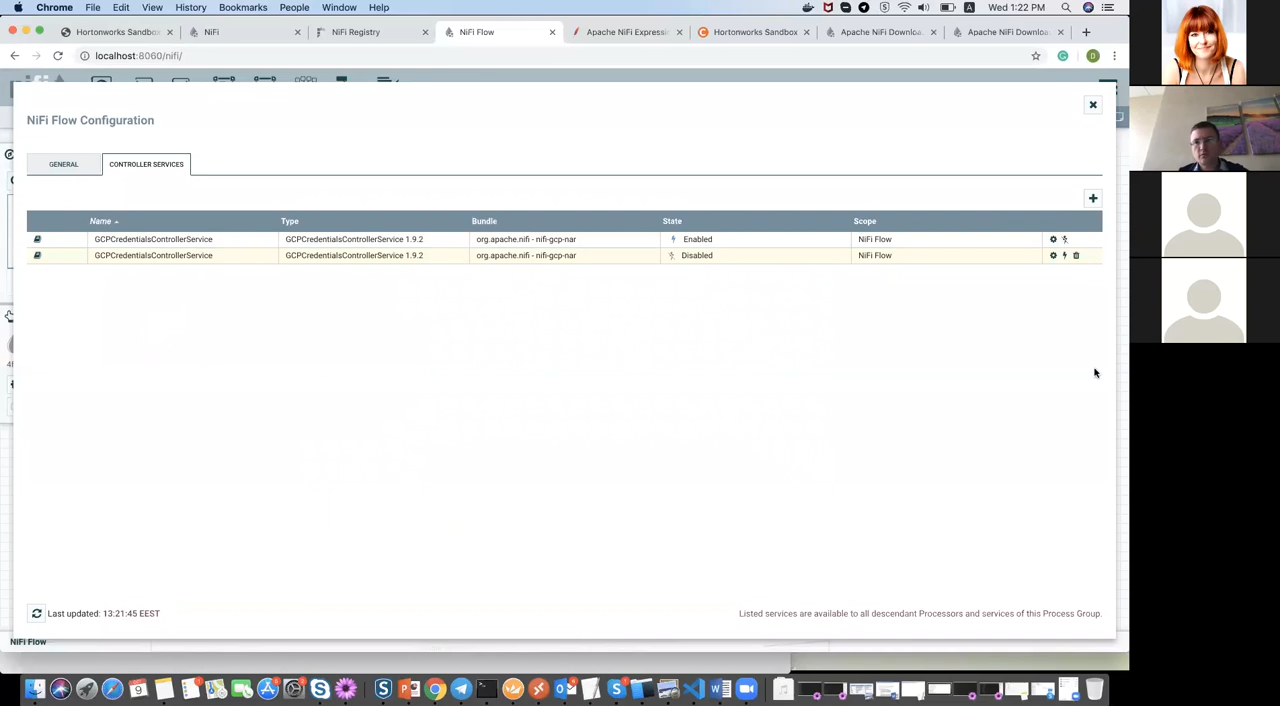 Chrome File Edit View History Bookmarks People Window Help Wed 1:22 PM
Hortonworks Sandbox NiFi NiFi Registry NiFi Flow Apache NiFi Expressi Hortonworks Sandbox Apache NiFi Downloa Apache NiFi Downloa
localhost:8060/nifi/
NiFi Flow Configuration
GENERAL CONTROLLER SERVICES
Name Type Bundle State Scope
GCPCredentialsControllerService GCPCredentialsControllerService 1.9.2 org.apache.nifi - nifi-gcp-nar Enabled NiFi Flow
GCPCredentialsControllerService GCPCredentialsControllerService 1.9.2 org.apache.nifi - nifi-gcp-nar Disabled NiFi Flow
Last updated: 13:21:45 EEST Listed services are available to all descendant Processors and services of this Process Group.
NiFi Flow